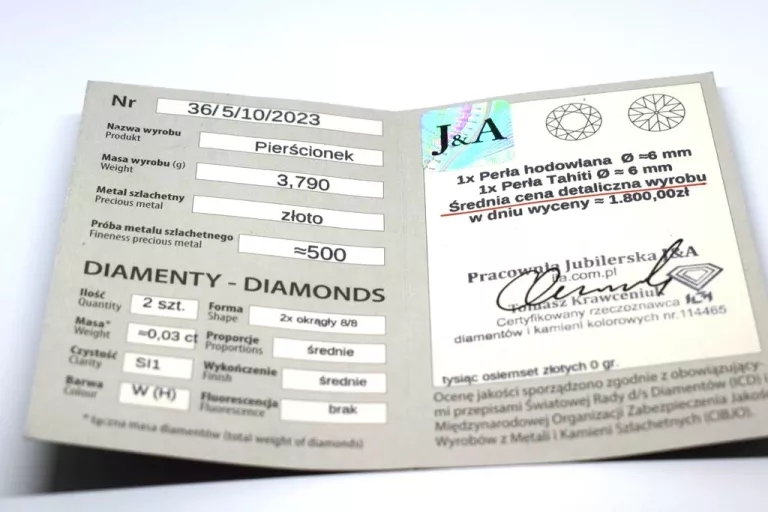 Nr 36/5/10/2023
Nazwa wyrobu
Produkt
Pierścionek
Masa wyrobu (g)
Weight
3,790
Metal szlachetny
Precious metal
złoto
Próba metalu szlachetnego
Fineness precious metal
≈500
DIAMENTY - DIAMONDS
Ilość
Quantity
2 szt.
Forma
Shape
2x okrągły 8/8
Masa*
Weight
≈0,03 ct
Proporcje
Proportions
średnie
Czystość
Clarity
SI1
Wykończenie
Finish
średnie
Barwa
Colour
W (H)
Fluorescencja
Fluorescence
brak
* łączna masa diamentów (total weight of diamonds)
J&A
1x Perła hodowlana Ø ≈6 mm
1x Perła Tahiti Ø ≈ 6 mm
Średnia cena detaliczna wyrobu
w dniu wyceny ≈ 1.800,00zł
Pracownia Jubilerska J&A
.com.pl
Tomasz Krawceniuk
Certyfikowany rzeczoznawca
diamentów i kamieni kolorowych nr.114465
tysiąc osiemset złotych 0 gr.
Ocenę jakości sporządzono zgodnie z obowiązujący-
mi przepisami Światowej Rady d/s Diamentów (ICD) i
Międzynarodowej Organizacji Zabezpieczenia Jakości
Wyrobów z Metali i Kamieni Szlachetnych (CIBJO).